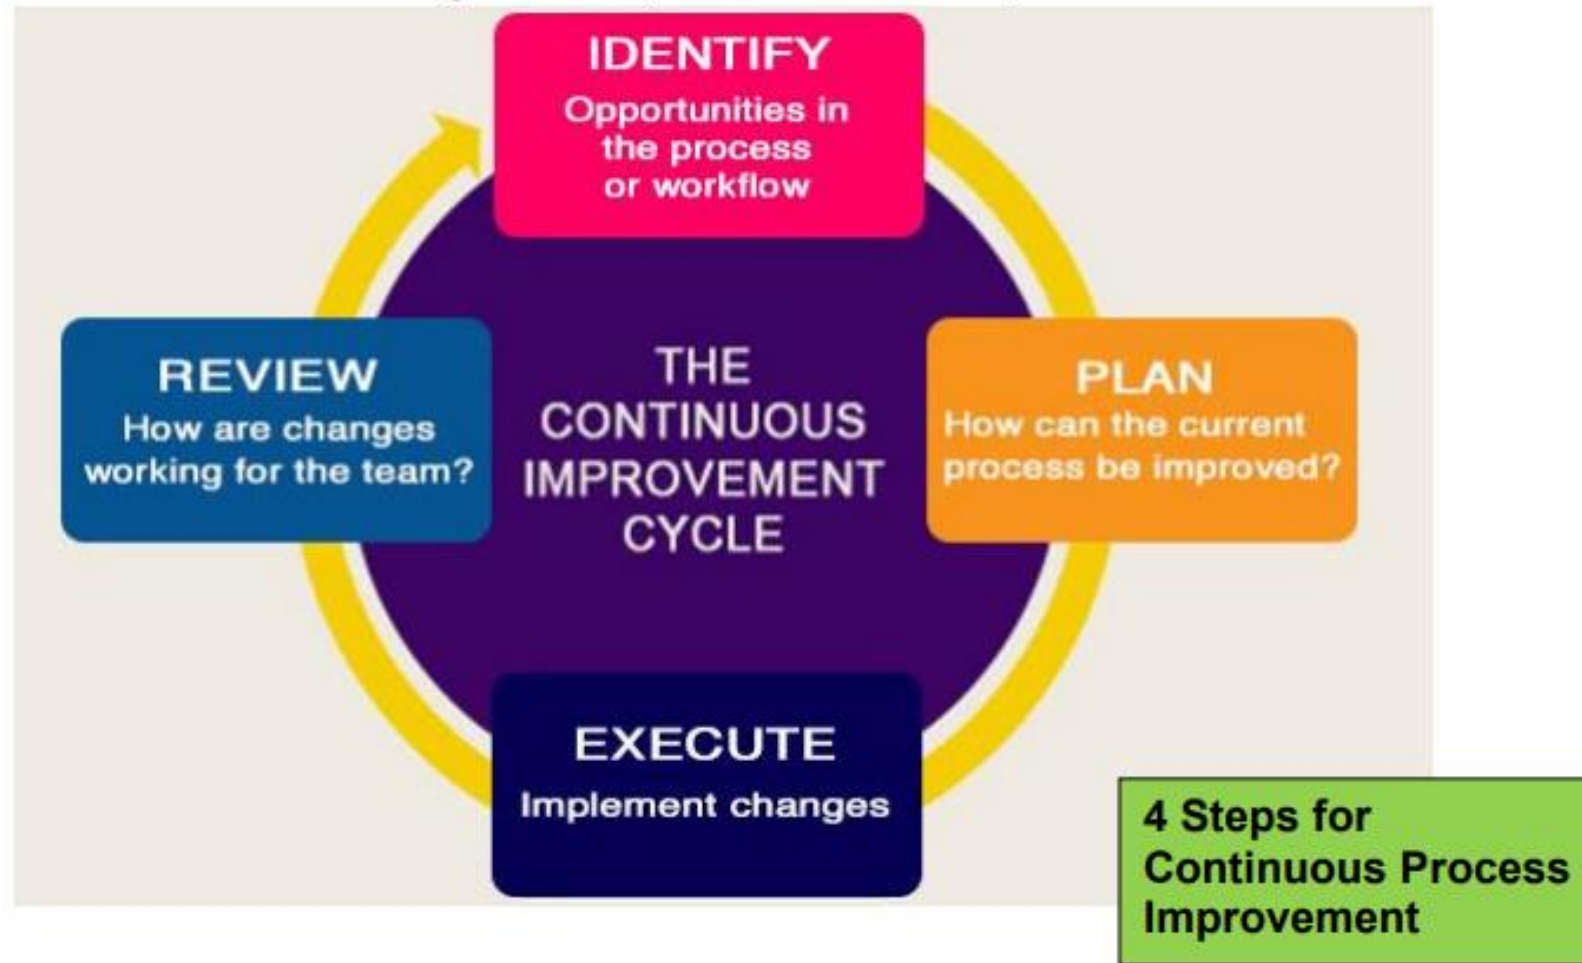 IDENTIFY
Opportunities in
the process
or workflow
PLAN
How can the current
process be improved?
EXECUTE
Implement changes
REVIEW
How are changes
working for the team?
THE
CONTINUOUS
IMPROVEMENT
CYCLE
4 Steps for
Continuous Process
Improvement